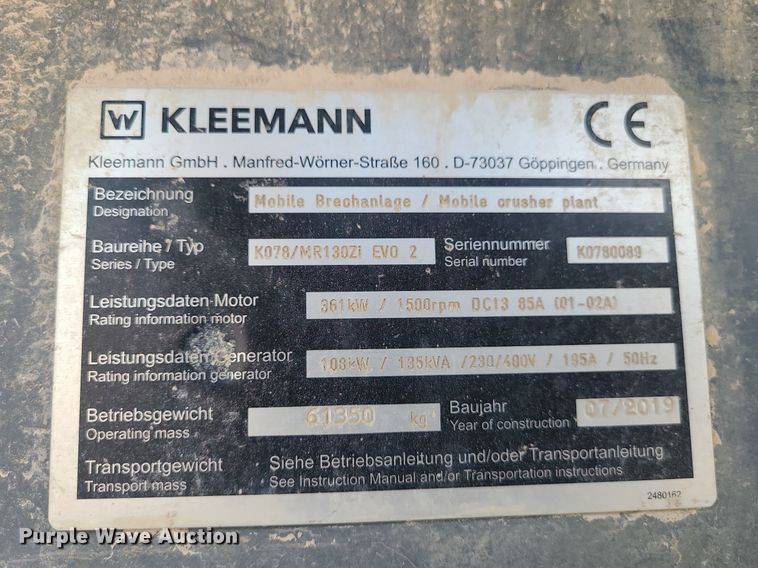 W KLEEMANN CE
Kleemann GmbH . Manfred-Wörner-Straße 160 . D-73037 Göppingen . Germany
Bezeichnung
Designation
Mobile Brechanlage / Mobile crusher plant
Baureihe / Typ
Series / Type
K078/MR130Zi EVO 2
Seriennummer
Serial number
K0780089
Leistungsdaten-Motor
Rating information motor
361kW / 1500rpm DC13 85A (01-02A)
Leistungsdaten-Generator
Rating information generator
108kW / 135kVA /230/400V / 195A / 50Hz
Betriebsgewicht
Operating mass
61350 kg
Baujahr
Year of construction
07/2019
Transportgewicht
Transport mass
Siehe Betriebsanleitung und/oder Transportanleitung
See Instruction Manual and/or Transportation instructions
2480162
Purple Wave Auction